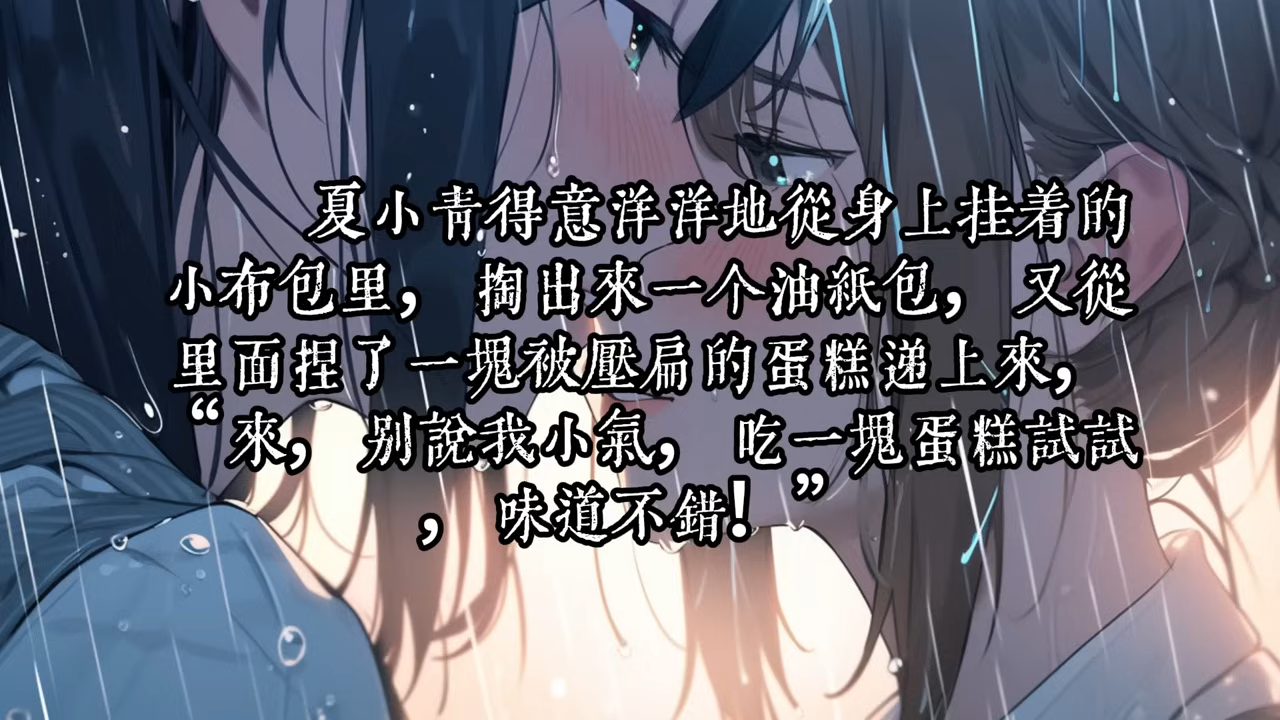 夏小青得意洋洋地從身上挂着的
小布包里， 掏出來一个油紙包， 又從
里面捏了一塊被壓扁的蛋糕递上來，
“來， 别說我小氣， 吃一塊蛋糕試試
， 味道不錯！”